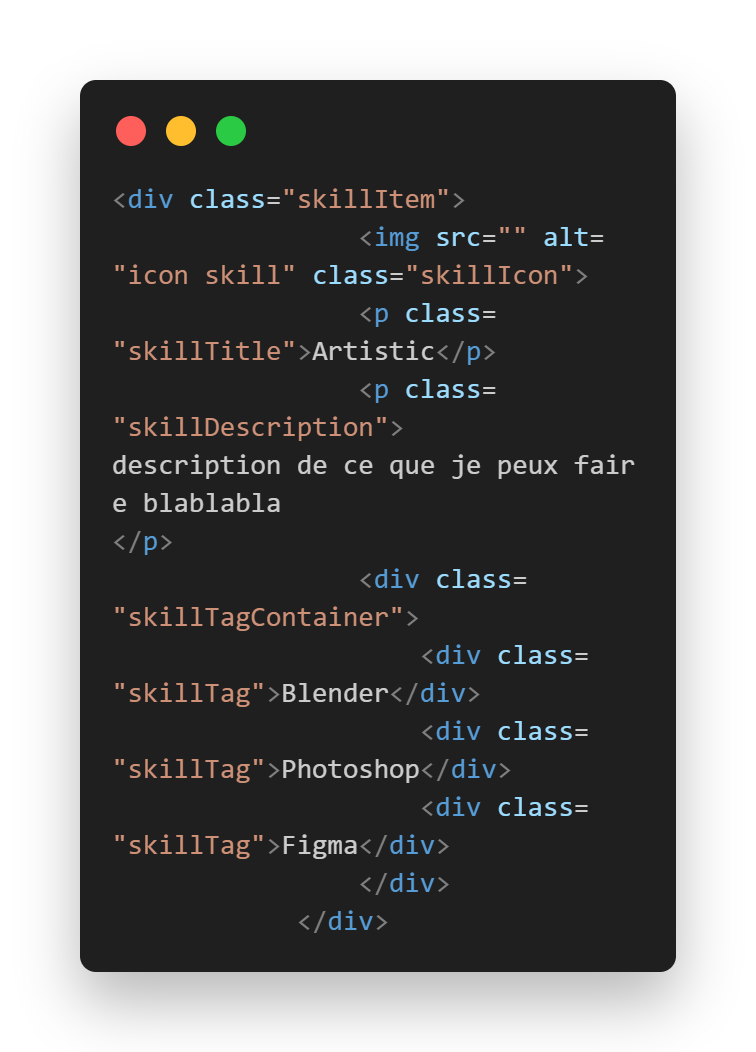 <div class="skillItem">
                <img src="" alt=
"icon skill" class="skillIcon">
                <p class=
"skillTitle">Artistic</p>
                <p class=
"skillDescription">
description de ce que je peux fair
e blablabla
</p>
                <div class=
"skillTagContainer">
                    <div class=
"skillTag">Blender</div>
                    <div class=
"skillTag">Photoshop</div>
                    <div class=
"skillTag">Figma</div>
                </div>
            </div>